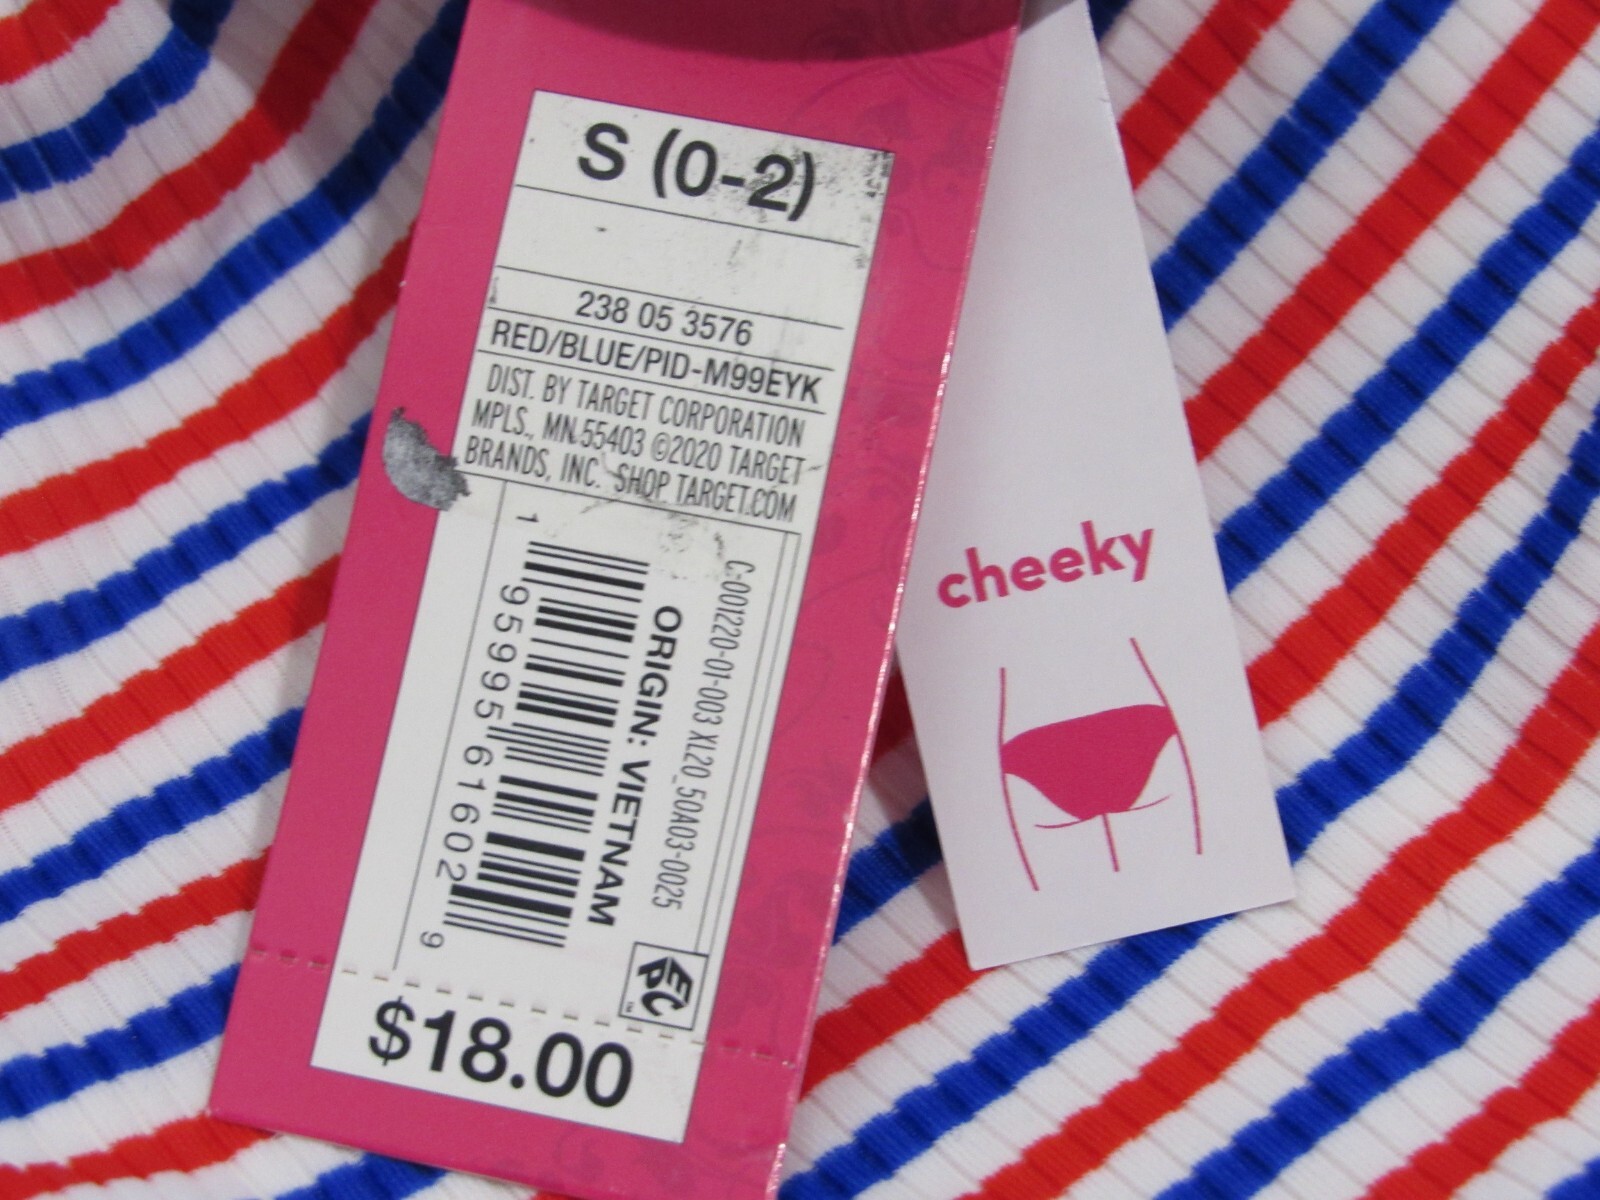 S (0-2)
238 05 3576
RED/BLUE/PID-M99EYK
DIST. BY TARGET CORPORATION
MPLS., MN 55403 ©2020 TARGET
BRANDS, INC. SHOP TARGET.COM
C-001220-01-003 XL20_50A03-0025
ORIGIN: VIETNAM
1 95995 61602 9
EPC™
$18.00
cheeky